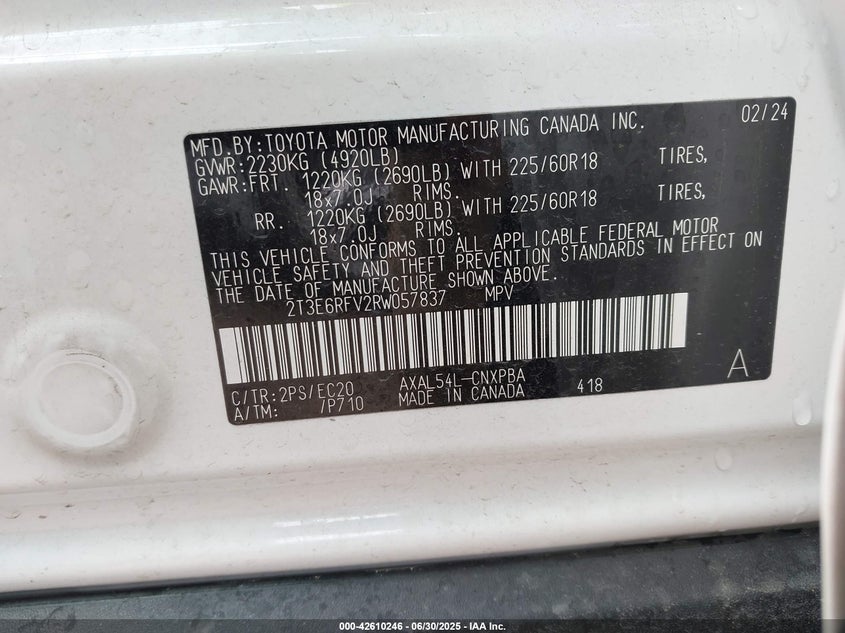 MFD.BY:TOYOTA MOTOR MANUFACTURING CANADA INC. 02/24
GVWR:2230KG (4920LB)
GAWR:FRT. 1220KG (2690LB) WITH 225/60R18 TIRES,
18x7.0J RIMS.
RR. 1220KG (2690LB) WITH 225/60R18 TIRES,
18x7.0J RIMS.
THIS VEHICLE CONFORMS TO ALL APPLICABLE FEDERAL MOTOR
VEHICLE SAFETY AND THEFT PREVENTION STANDARDS IN EFFECT ON
THE DATE OF MANUFACTURE SHOWN ABOVE.
2T3E6RFV2RW057837 MPV
C/TR:2PS/EC20 AXAL54L-CNXPBA 418 A
A/TM: /P710 MADE IN CANADA
000-42610246 - 06/30/2025 - IAA Inc.